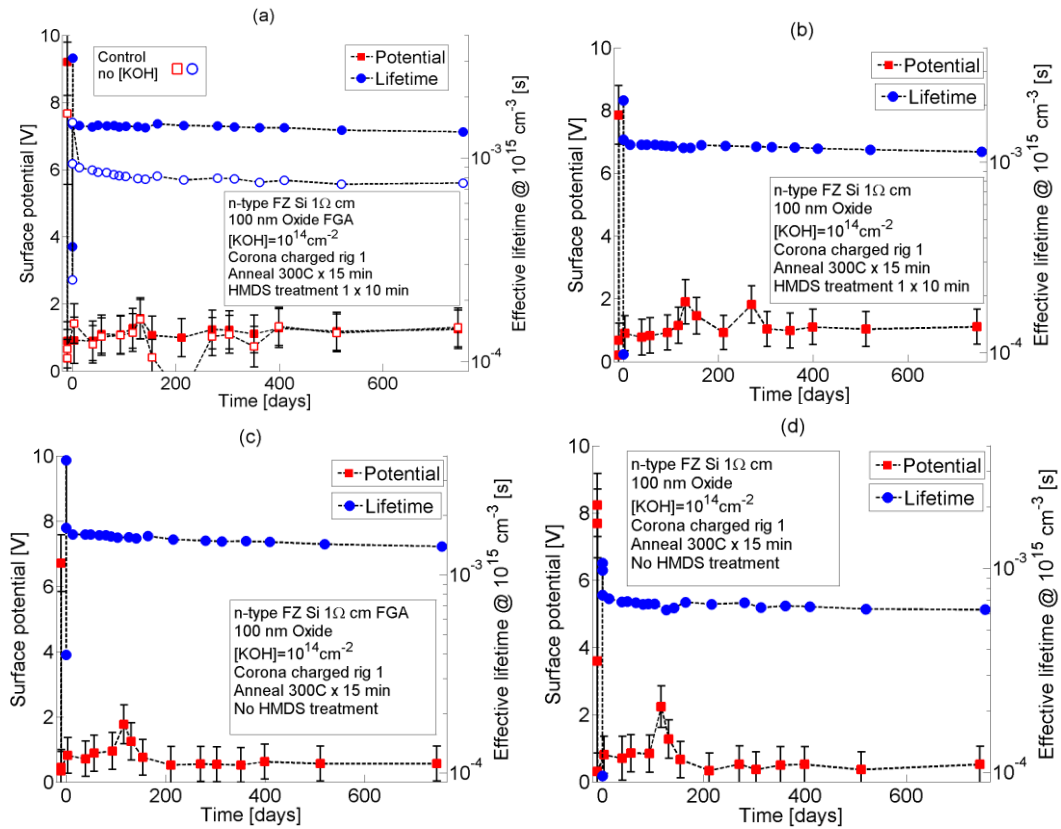 (a)
10
8
6
4
2
0
Surface potential [V]
Control
no [KOH]
Potential
Lifetime
n-type FZ Si 1Ω cm
100 nm Oxide FGA
[KOH]=10¹⁴cm⁻²
Corona charged rig 1
Anneal 300C x 15 min
HMDS treatment 1 x 10 min
10⁻³
10⁻⁴
Effective lifetime @ 10¹⁵ cm⁻³ [s]
0
200
400
600
Time [days]
(b)
10
8
6
4
2
0
Surface potential [V]
Potential
Lifetime
n-type FZ Si 1Ω cm
100 nm Oxide
[KOH]=10¹⁴cm⁻²
Corona charged rig 1
Anneal 300C x 15 min
HMDS treatment 1 x 10 min
10⁻³
10⁻⁴
Effective lifetime @ 10¹⁵ cm⁻³ [s]
0
200
400
600
Time [days]
(c)
10
8
6
4
2
0
Surface potential [V]
Potential
Lifetime
n-type FZ Si 1Ω cm FGA
100 nm Oxide
[KOH]=10¹⁴cm⁻²
Corona charged rig 1
Anneal 300C x 15 min
No HMDS treatment
10⁻³
10⁻⁴
Effective lifetime @ 10¹⁵ cm⁻³ [s]
0
200
400
600
Time [days]
(d)
10
8
6
4
2
0
Surface potential [V]
n-type FZ Si 1Ω cm
100 nm Oxide
[KOH]=10¹⁴cm⁻²
Corona charged rig 1
Anneal 300C x 15 min
No HMDS treatment
Potential
Lifetime
10⁻³
10⁻⁴
Effective lifetime @ 10¹⁵ cm⁻³ [s]
0
200
400
600
Time [days]